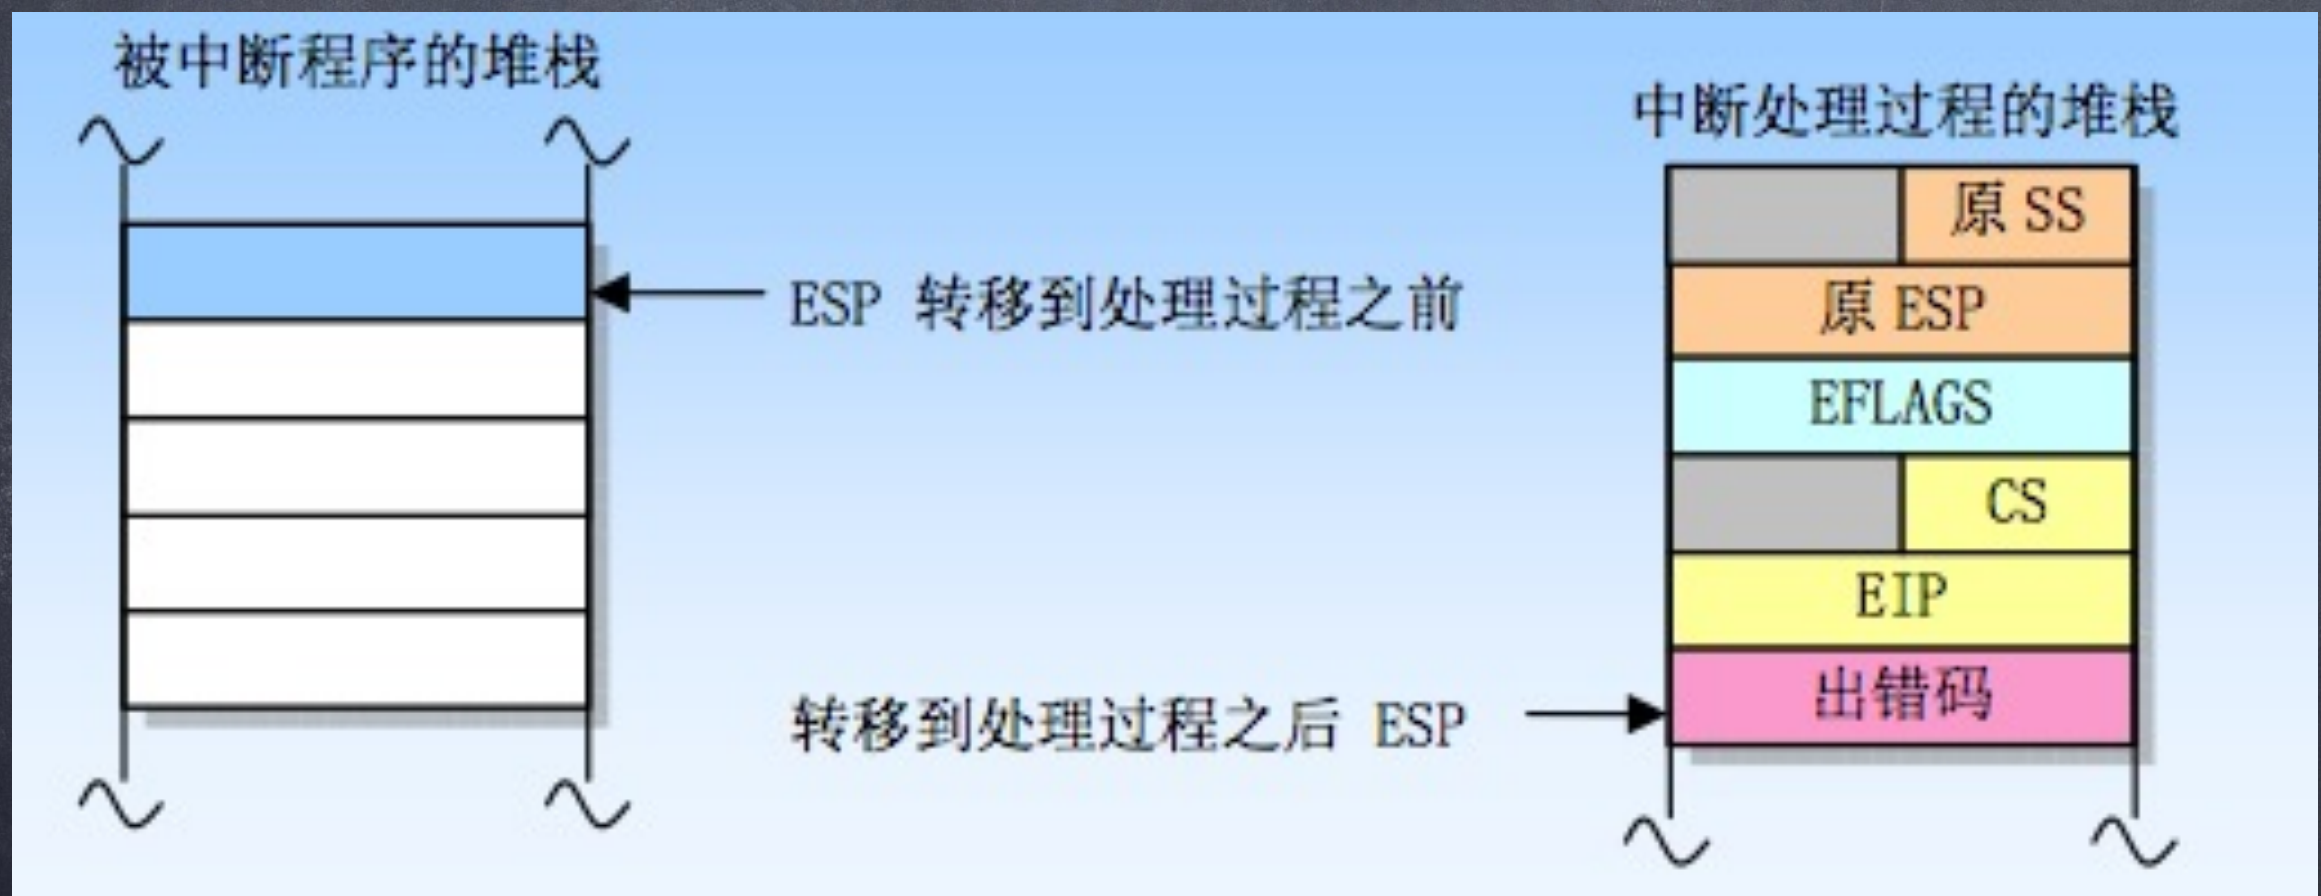 被中断程序的堆栈
中断处理过程的堆栈
原 SS
ESP 转移到处理过程之前
原 ESP
EFLAGS
CS
EIP
出错码
转移到处理过程之后 ESP